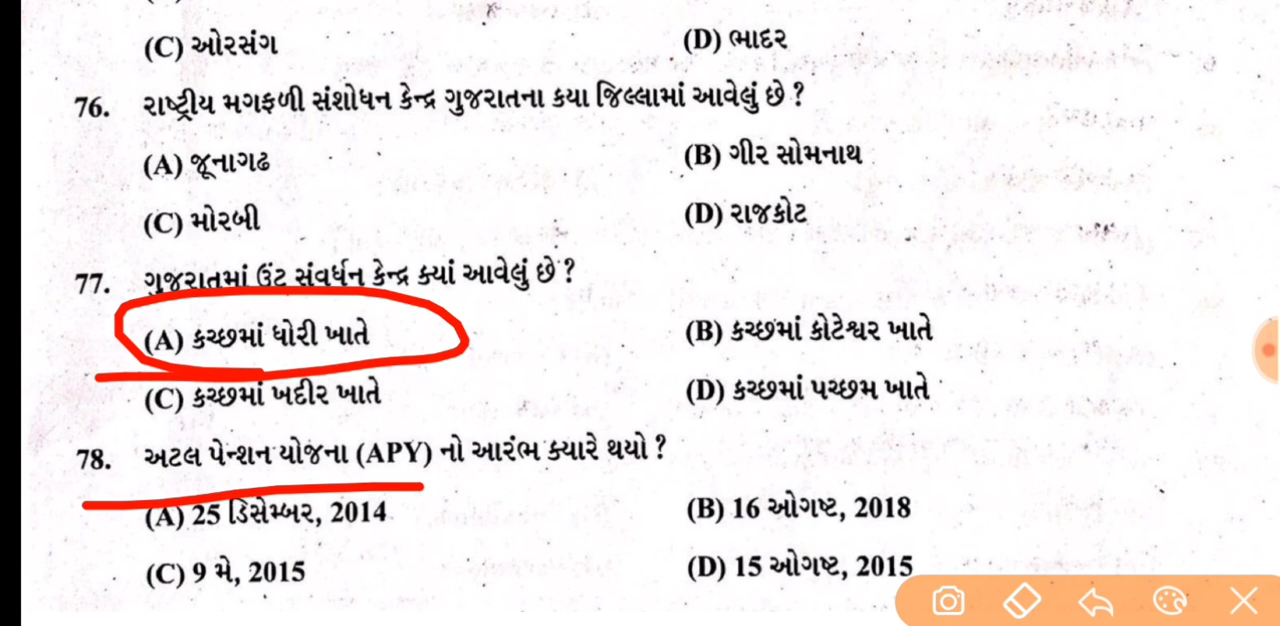 (C) ઓરસંગ
(D) ભાદર
76. રાષ્ટ્રીય મગફળી સંશોધન કેન્દ્ર ગુજરાતના કયા જિલ્લામાં આવેલું છે ?
(A) જૂનાગઢ
(B) ગીર સોમનાથ
(C) મોરબી
(D) રાજકોટ
77. ગુજરાતમાં ઉંટ સંવર્ધન કેન્દ્ર ક્યાં આવેલું છે ?
(A) કચ્છમાં ધોરી ખાતે
(B) કચ્છમાં કોટેશ્વર ખાતે
(C) કચ્છમાં ખદીર ખાતે
(D) કચ્છમાં પચ્છમ ખાતે
78. અટલ પેન્શન યોજના (APY) નો આરંભ ક્યારે થયો ?
(A) 25 ડિસેમ્બર, 2014
(B) 16 ઓગષ્ટ, 2018
(C) 9 મે, 2015
(D) 15 ઓગષ્ટ, 2015